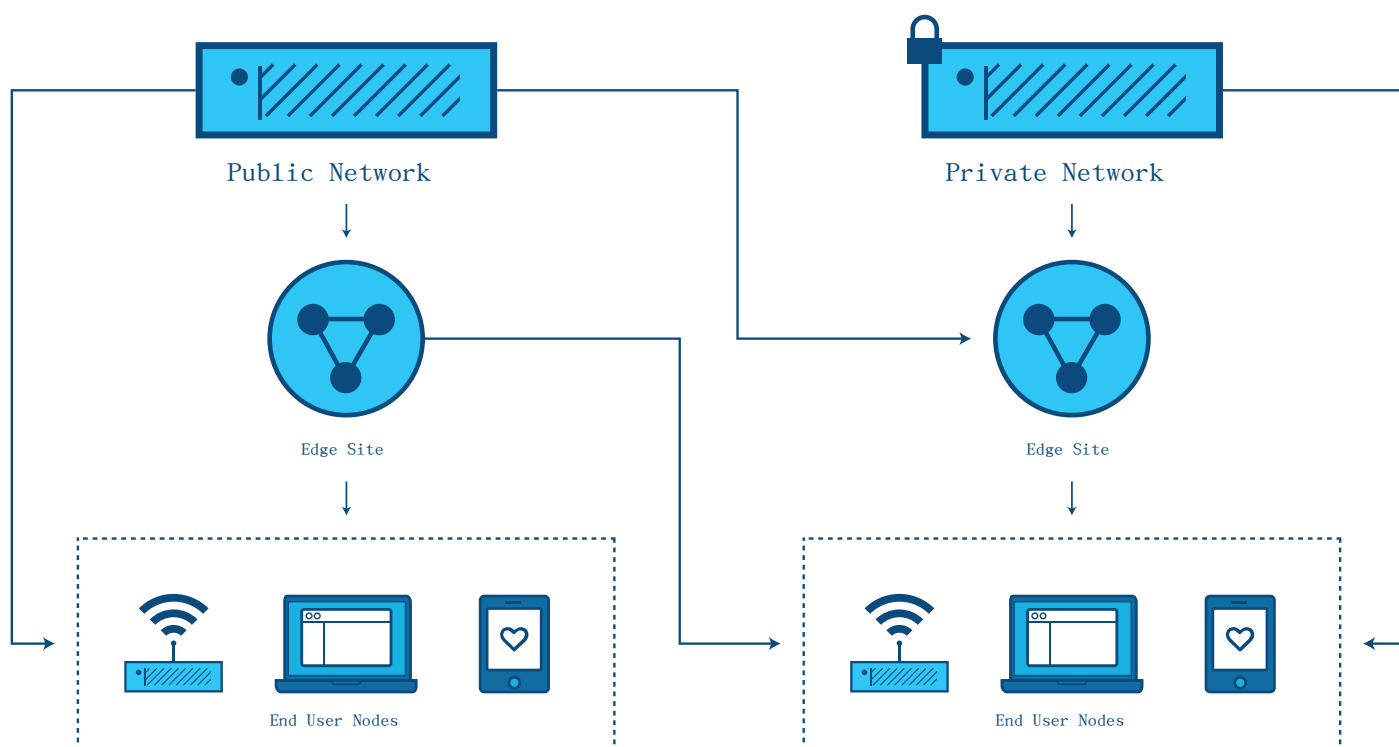 Public Network
Private Network
Edge Site
Edge Site
End User Nodes
End User Nodes